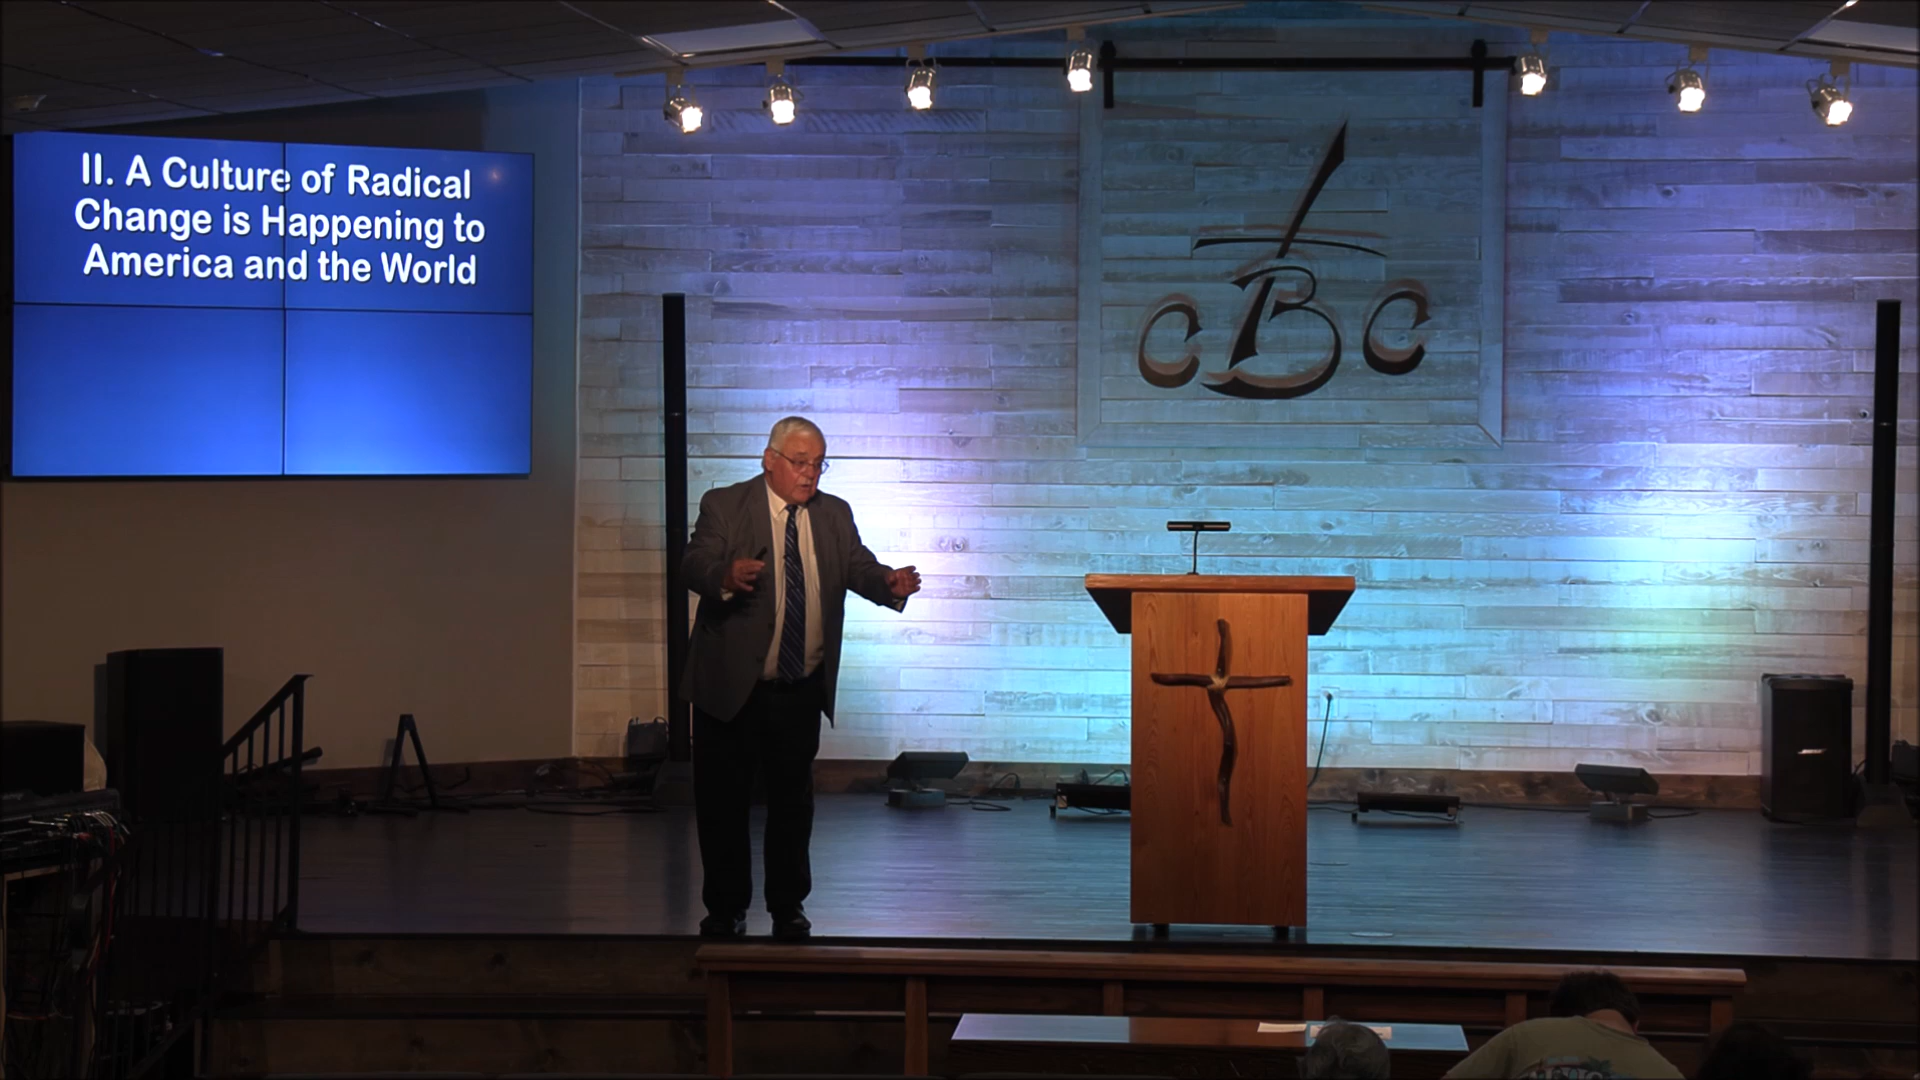 II. A Culture of Radical
Change is Happening to
America and the World
CBC